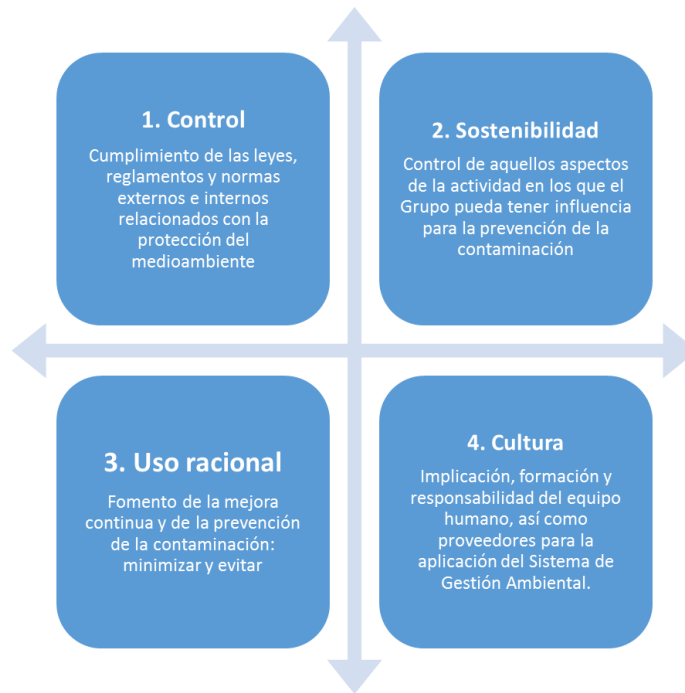 1. Control
Cumplimiento de las leyes,
reglamentos y normas
externos e internos
relacionados con la
protección del
medioambiente
2. Sostenibilidad
Control de aquellos aspectos
de la actividad en los que el
Grupo pueda tener influencia
para la prevención de la
contaminación
3. Uso racional
Fomento de la mejora
continua y de la prevención
de la contaminación:
minimizar y evitar
4. Cultura
Implicación, formación y
responsabilidad del equipo
humano, así como
proveedores para la
aplicación del Sistema de
Gestión Ambiental.